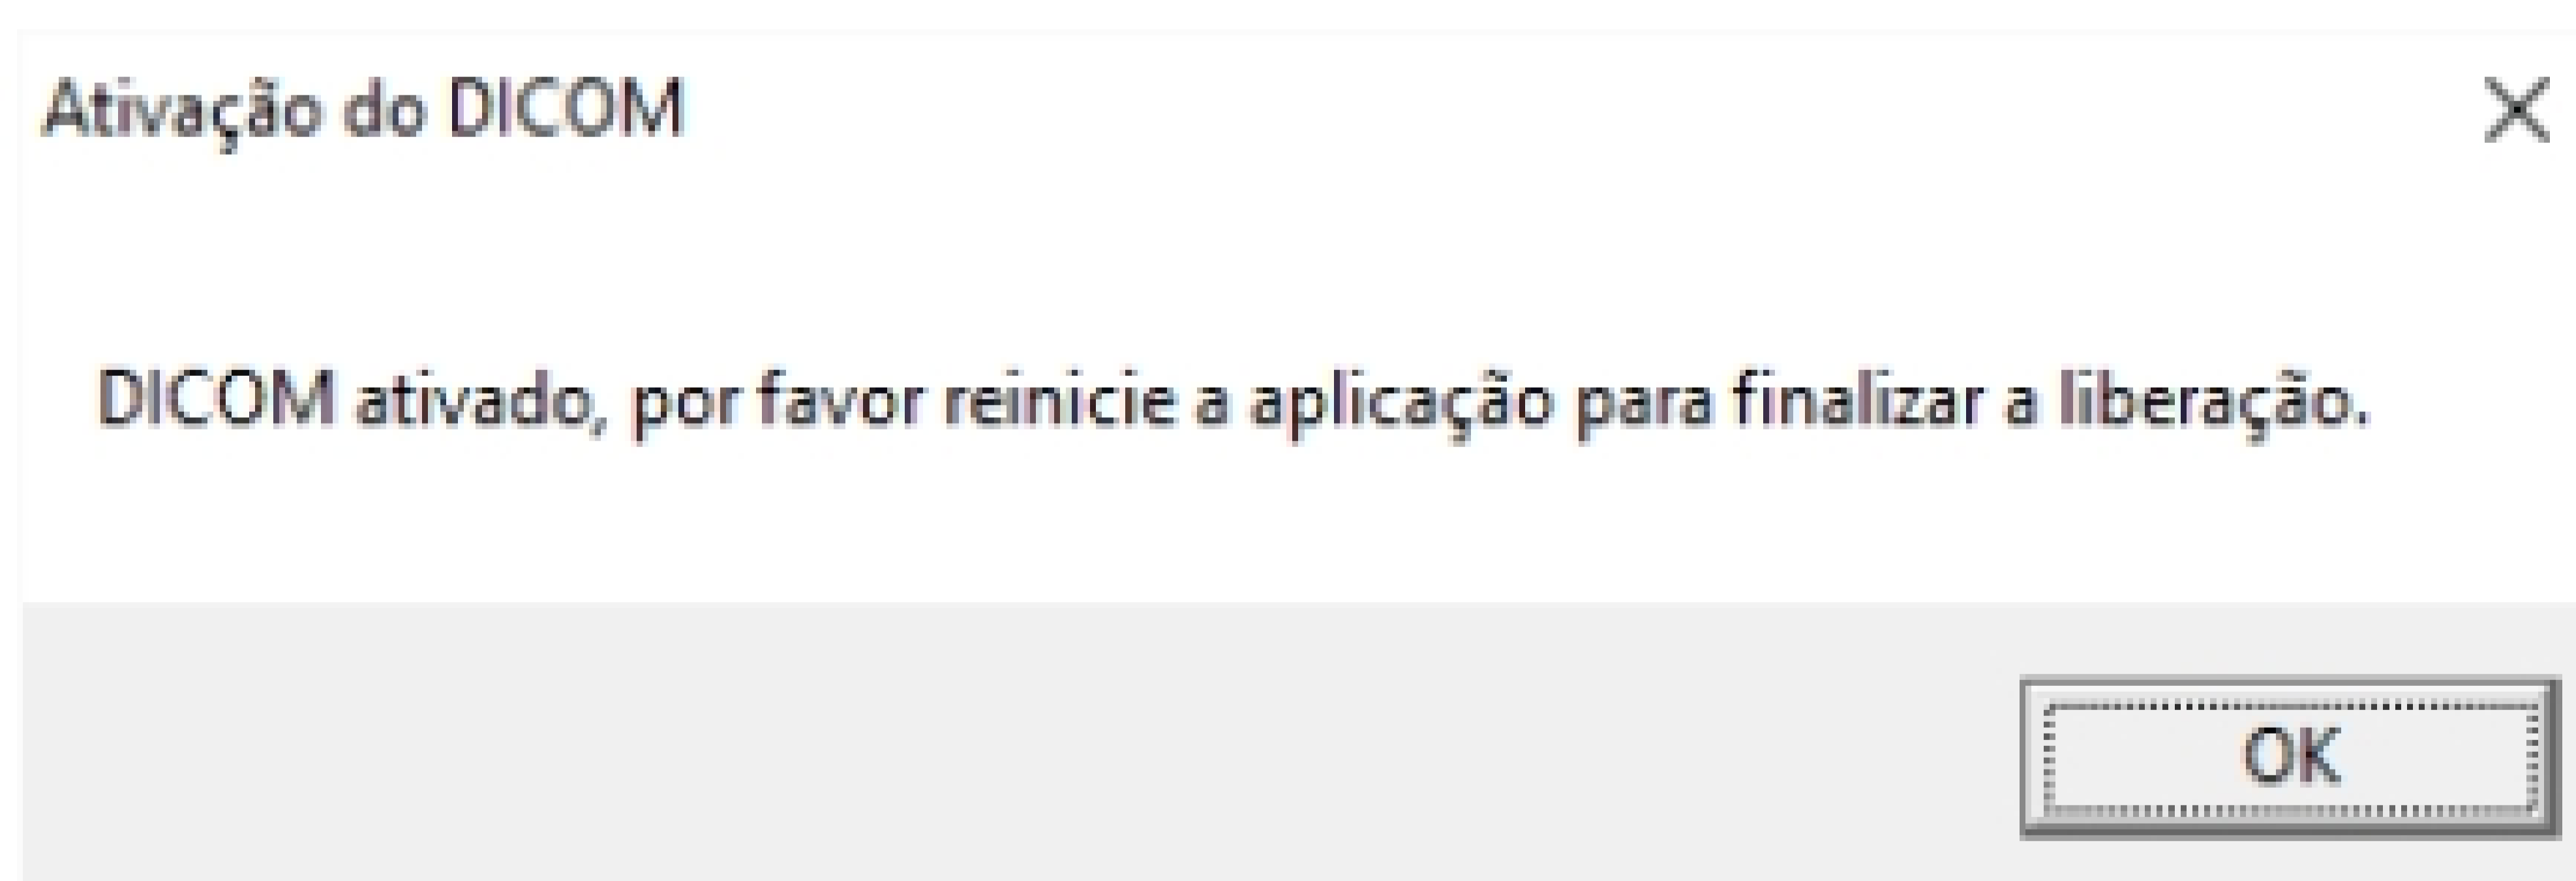 Ativação do DICOM
DICOM ativado, por favor reinicie a aplicação para finalizar a liberação.
OK